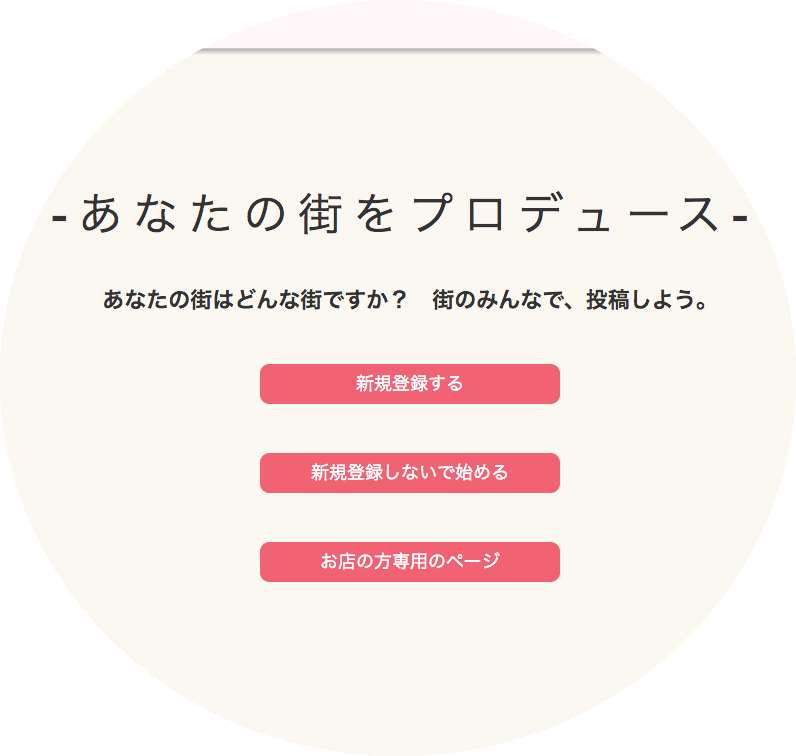 -あなたの街をプロデュース-
あなたの街はどんな街ですか？　街のみんなで、投稿しよう。
新規登録する
新規登録しないで始める
お店の方専用のページ